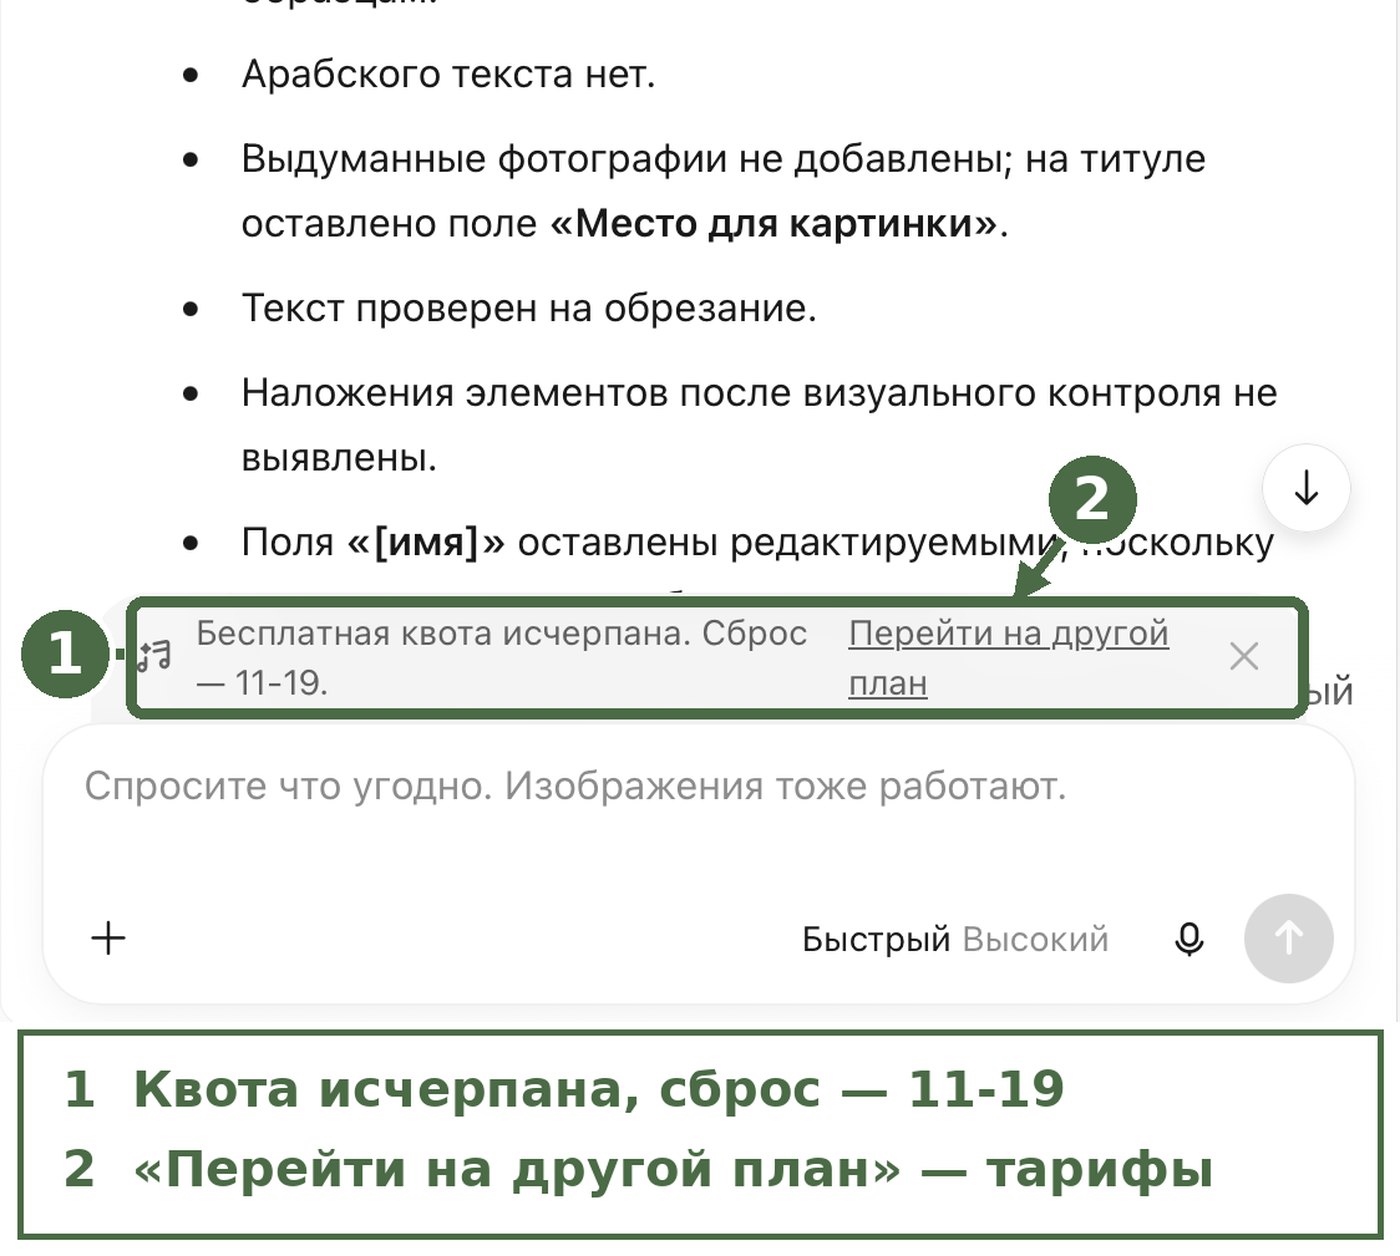 Арабского текста нет.
Выдуманные фотографии не добавлены; на титуле
оставлено поле «Место для картинки».
Текст проверен на обрезание.
Наложения элементов после визуального контроля не
выявлены.
2
Поля «[имя]» оставлены редактируемыми,
1
Бесплатная квота исчерпана. Сброс
— 11-19.
Перейти на другой
план
Спросите что угодно. Изображения тоже работают.
Быстрый Высокий
1 Квота исчерпана, сброс — 11-19
2 «Перейти на другой план» — тарифы